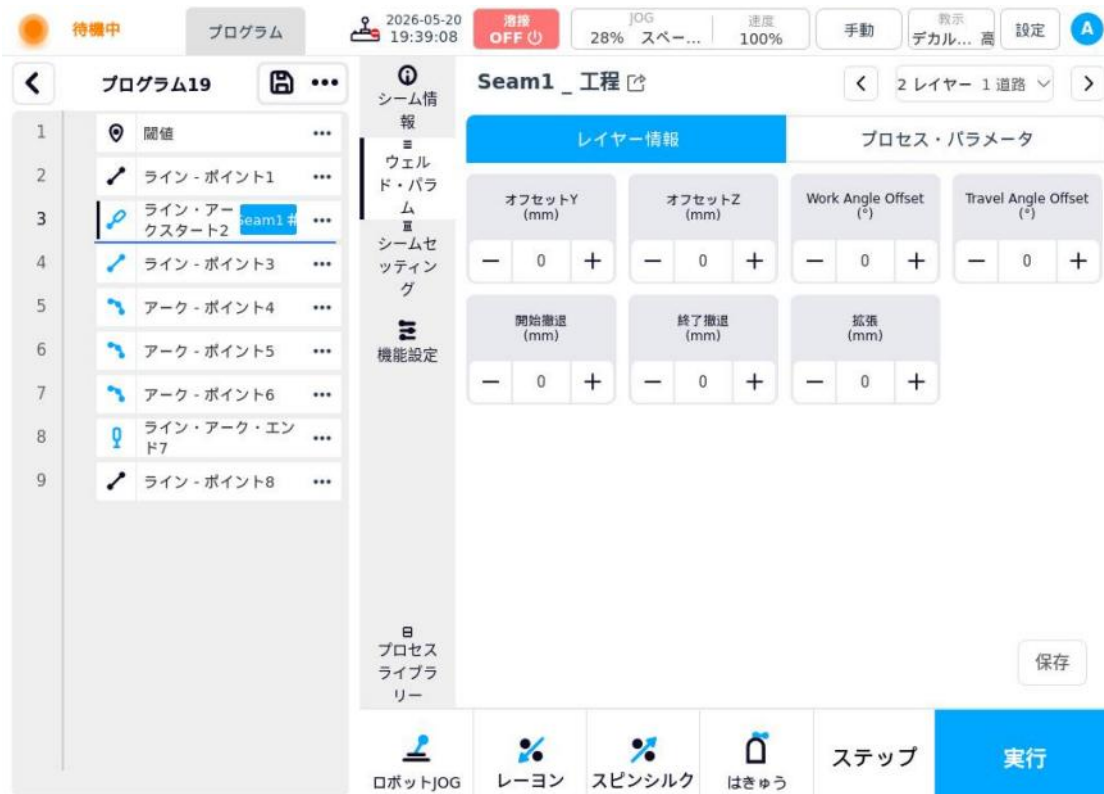 待機中
プログラム
2026-05-20
19:39:08
溶接
OFF
JOG
28% スペー...
速度
100%
手動
教示
デカル... 高
設定
A
プログラム19
1 閾値
2 ライン - ポイント1
3 ライン・アー
クスタート2
Seam1 #
4 ライン - ポイント3
5 アーク - ポイント4
6 アーク - ポイント5
7 アーク - ポイント6
8 ライン・アーク・エン
ド7
9 ライン - ポイント8
シーム情
報
ウェル
ド・パラ
ム
シームセ
ッティン
グ
機能設定
プロセス
ライブラ
リー
Seam1 _ 工程
2 レイヤー 1 道路
レイヤー情報
プロセス・パラメータ
オフセットY
(mm)
− 0 +
オフセットZ
(mm)
− 0 +
Work Angle Offset
(°)
− 0 +
Travel Angle Offset
(°)
− 0 +
開始撤退
(mm)
− 0 +
終了撤退
(mm)
− 0 +
拡張
(mm)
− 0 +
保存
ロボットJOG
レーヨン
スピンシルク
はきゅう
ステップ
実行